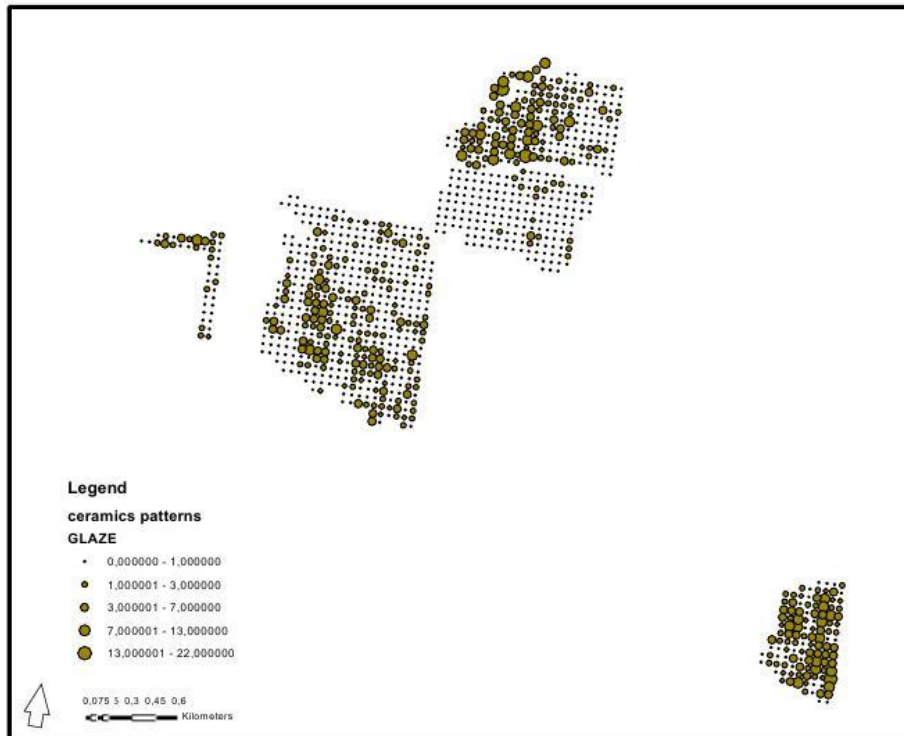 Legend
ceramics patterns
GLAZE
0,000000 - 1,000000
1,000001 - 3,000000
3,000001 - 7,000000
7,000001 - 13,000000
13,000001 - 22,000000
0,075 0,3 0,45 0,6
Kilometers